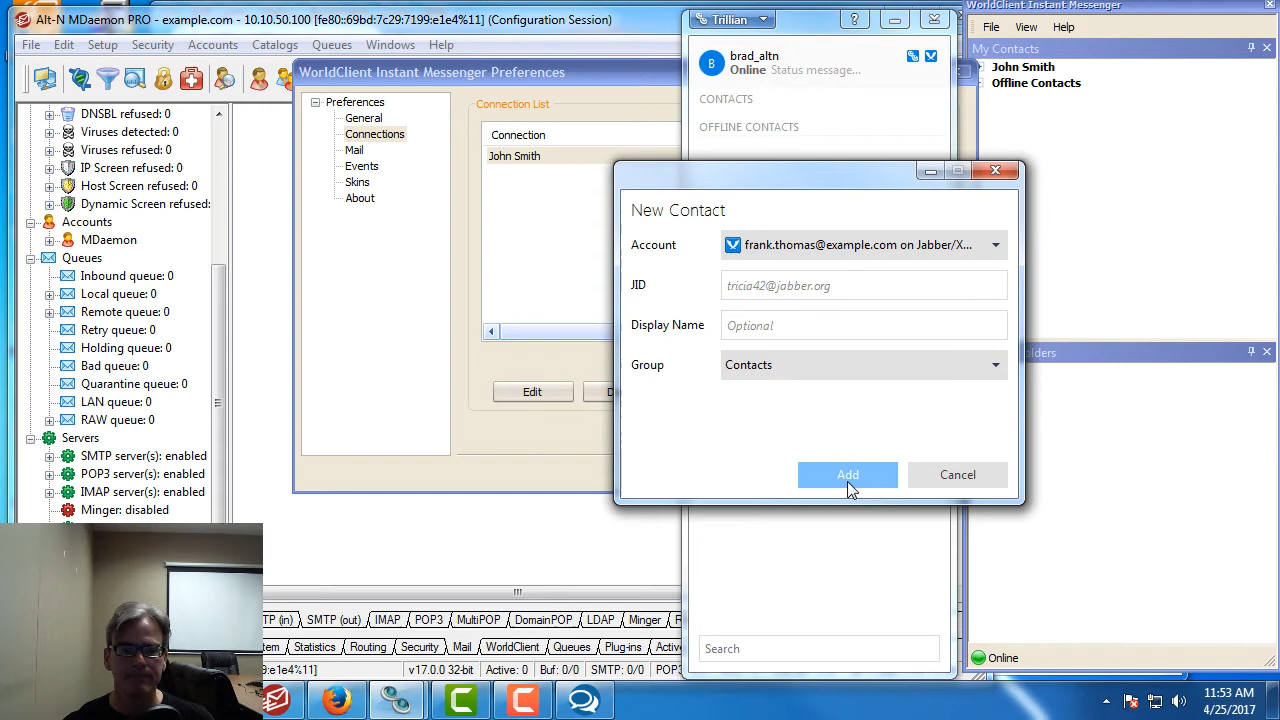 Alt-N MDaemon PRO - example.com - 10.10.50.100 [fe80::69bd:7c29:7199:e1e4%11] (Configuration Session)
File Edit Setup Security Accounts Catalogs Queues Windows Help
DNSBL refused: 0
Viruses detected: 0
Viruses refused: 0
IP Screen refused: 0
Host Screen refused: 0
Dynamic Screen refused:
Accounts
MDaemon
Queues
Inbound queue: 0
Local queue: 0
Remote queue: 0
Retry queue: 0
Holding queue: 0
Bad queue: 0
Quarantine queue: 0
LAN queue: 0
RAW queue: 0
Servers
SMTP server(s): enabled
POP3 server(s): enabled
IMAP server(s): enabled
Minger: disabled
WorldClient Instant Messenger Preferences
Preferences
General
Connections
Mail
Events
Skins
About
Connection List
Connection
John Smith
Edit
D
Trillian
?
B
brad_altn
Online Status message...
CONTACTS
OFFLINE CONTACTS
New Contact
Account frank.thomas@example.com on Jabber/X...
JID tricia42@jabber.org
Display Name Optional
Group Contacts
Add Cancel
Search
WorldClient Instant Messenger
File View Help
My Contacts
John Smith
Offline Contacts
olders
Online
TP (in) SMTP (out) IMAP POP3 MultiPOP DomainPOP LDAP Minger
tem Statistics Routing Security Mail WorldClient Queues Plug-ins Active
9:e1e4%11] v17.0.0 32-bit Active: 0 Buf: 0/0 SMTP: 0/0
11:53 AM
4/25/2017